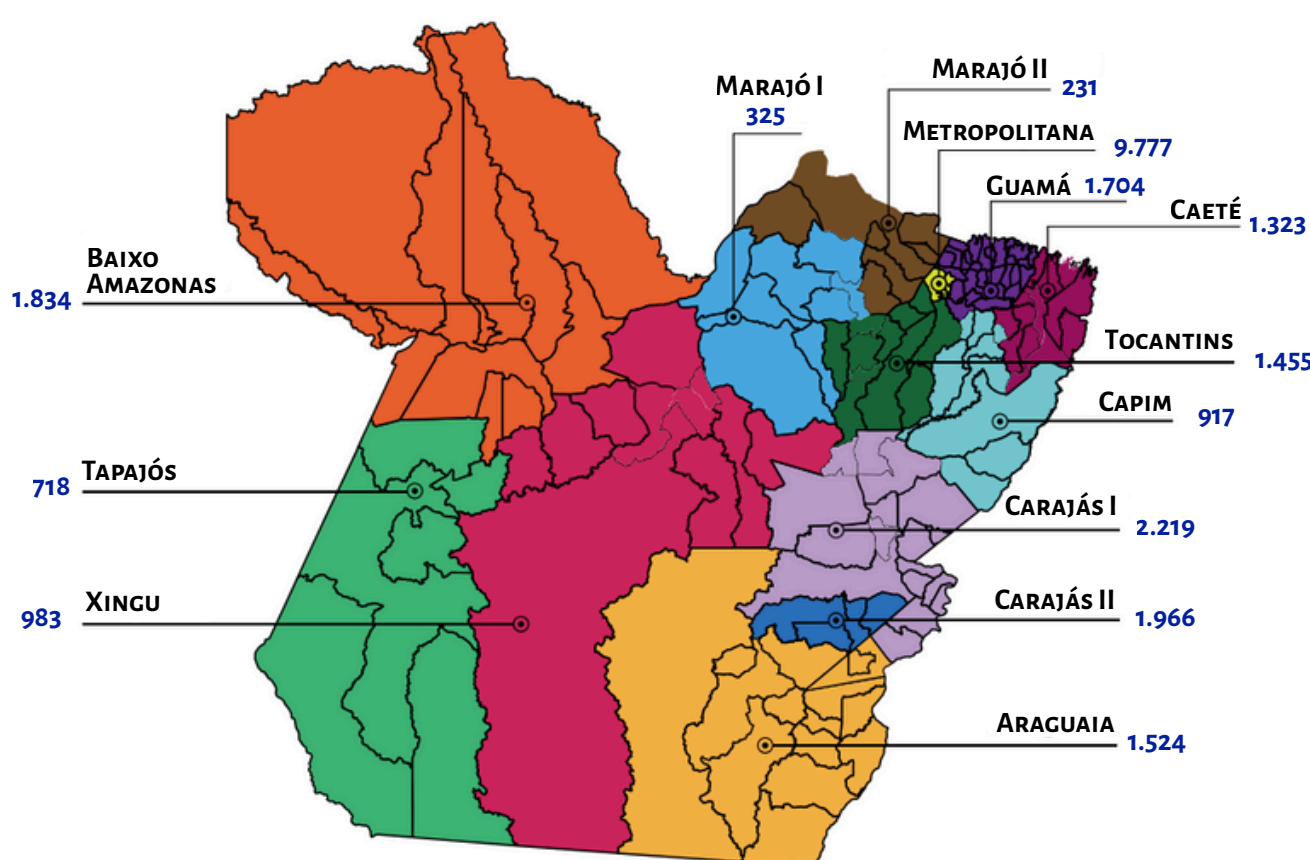 Marajó II
231
Marajó I
325
Metropolitana
9.777
Guamá 1.704
Caeté
1.323
Baixo
Amazonas
1.834
Tocantins
1.455
Capim
917
Tapajós
718
Carajás I
2.219
Xingu
983
Carajás II
1.966
Araguaia
1.524